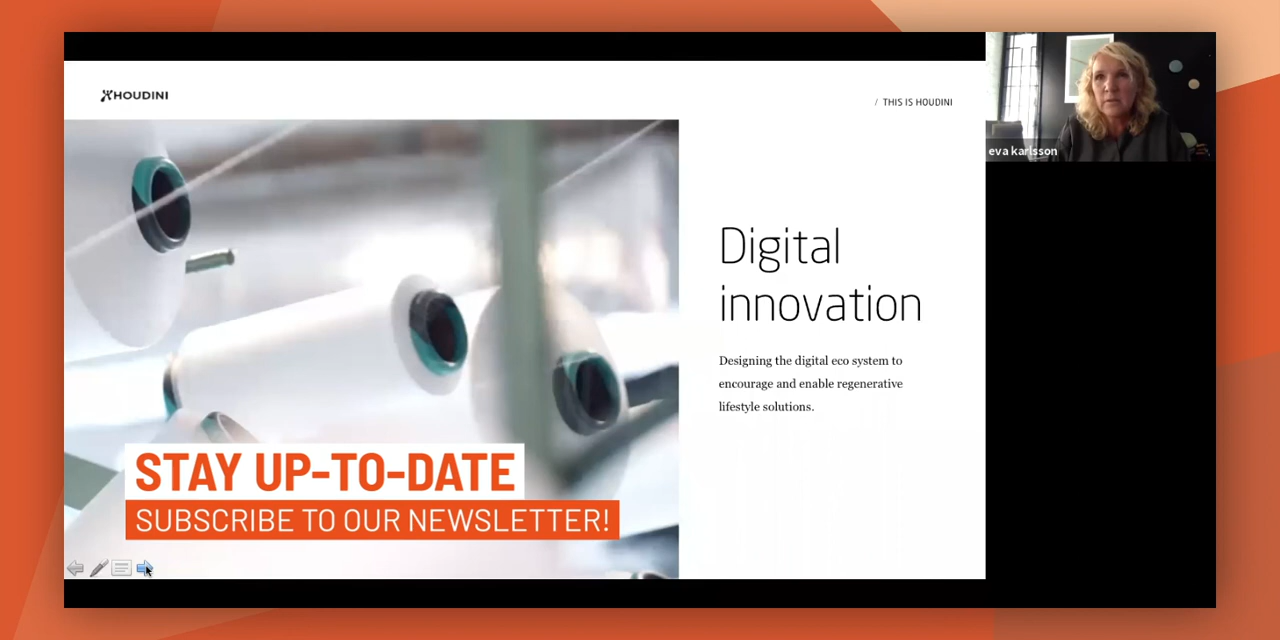 HOUDINI
/ THIS IS HOUDINI
eva karlsson
Digital
innovation
Designing the digital eco system to
encourage and enable regenerative
lifestyle solutions.
STAY UP-TO-DATE
SUBSCRIBE TO OUR NEWSLETTER!